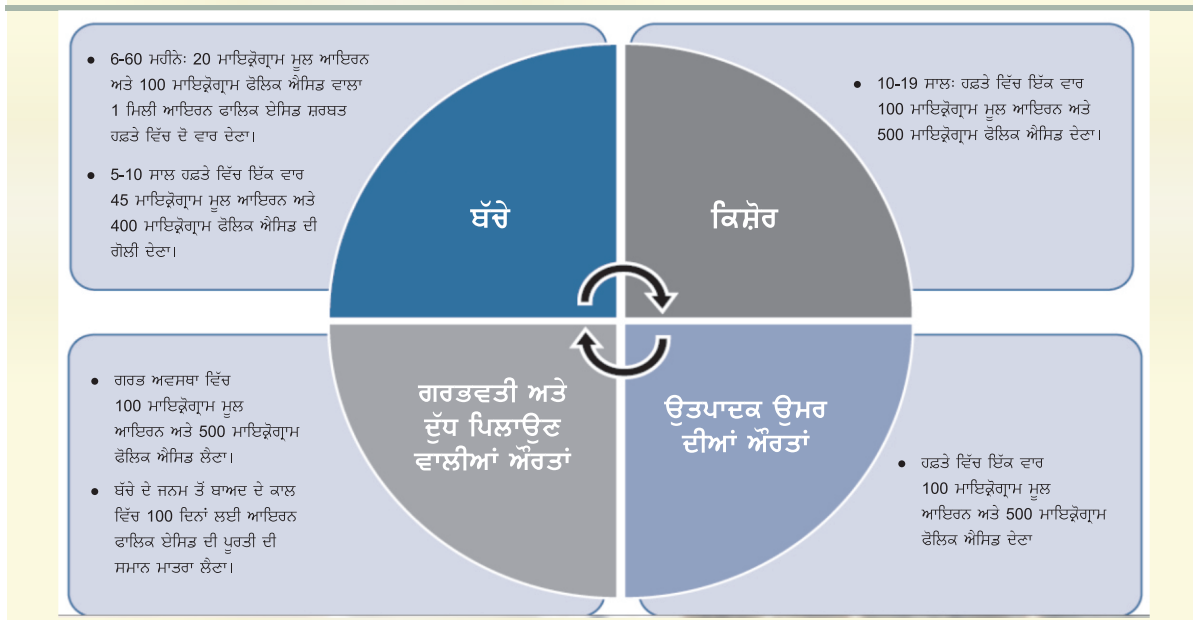 ● 6-60 ਮਹੀਨੇ: 20 ਮਾਇਕ੍ਰੋਗ੍ਰਾਮ ਮੂਲ ਆਇਰਨ
ਅਤੇ 100 ਮਾਇਕ੍ਰੋਗ੍ਰਾਮ ਫੋਲਿਕ ਐਸਿਡ ਵਾਲਾ
1 ਮਿਲੀ ਆਇਰਨ ਫਾਲਿਕ ਏਸਿਡ ਸ਼ਰਬਤ
ਹਫ਼ਤੇ ਵਿੱਚ ਦੋ ਵਾਰ ਦੇਣਾ।
● 5-10 ਸਾਲ ਹਫ਼ਤੇ ਵਿੱਚ ਇੱਕ ਵਾਰ
45 ਮਾਇਕ੍ਰੋਗ੍ਰਾਮ ਮੂਲ ਆਇਰਨ ਅਤੇ
400 ਮਾਇਕ੍ਰੋਗ੍ਰਾਮ ਫੋਲਿਕ ਐਸਿਡ ਦੀ
ਗੋਲੀ ਦੇਣਾ।
ਬੱਚੇ
ਕਿਸ਼ੋਰ
● 10-19 ਸਾਲ: ਹਫ਼ਤੇ ਵਿੱਚ ਇੱਕ ਵਾਰ
100 ਮਾਇਕ੍ਰੋਗ੍ਰਾਮ ਮੂਲ ਆਇਰਨ ਅਤੇ
500 ਮਾਇਕ੍ਰੋਗ੍ਰਾਮ ਫੋਲਿਕ ਐਸਿਡ ਦੇਣਾ।
● ਗਰਭ ਅਵਸਥਾ ਵਿੱਚ
100 ਮਾਇਕ੍ਰੋਗ੍ਰਾਮ ਮੂਲ
ਆਇਰਨ ਅਤੇ 500 ਮਾਇਕ੍ਰੋਗ੍ਰਾਮ
ਫੋਲਿਕ ਐਸਿਡ ਲੈਣਾ।
● ਬੱਚੇ ਦੇ ਜਨਮ ਤੋਂ ਬਾਅਦ ਦੇ ਕਾਲ
ਵਿੱਚ 100 ਦਿਨਾਂ ਲਈ ਆਇਰਨ
ਫਾਲਿਕ ਏਸਿਡ ਦੀ ਪੂਰਤੀ ਦੀ
ਸਮਾਨ ਮਾਤਰਾ ਲੈਣਾ।
ਗਰਭਵਤੀ ਅਤੇ
ਦੁੱਧ ਪਿਲਾਉਣ
ਵਾਲੀਆਂ ਔਰਤਾਂ
ਉਤਪਾਦਕ ਉਮਰ
ਦੀਆਂ ਔਰਤਾਂ
● ਹਫ਼ਤੇ ਵਿੱਚ ਇੱਕ ਵਾਰ
100 ਮਾਇਕ੍ਰੋਗ੍ਰਾਮ ਮੂਲ
ਆਇਰਨ ਅਤੇ 500 ਮਾਇਕ੍ਰੋਗ੍ਰਾਮ
ਫੋਲਿਕ ਐਸਿਡ ਦੇਣਾ